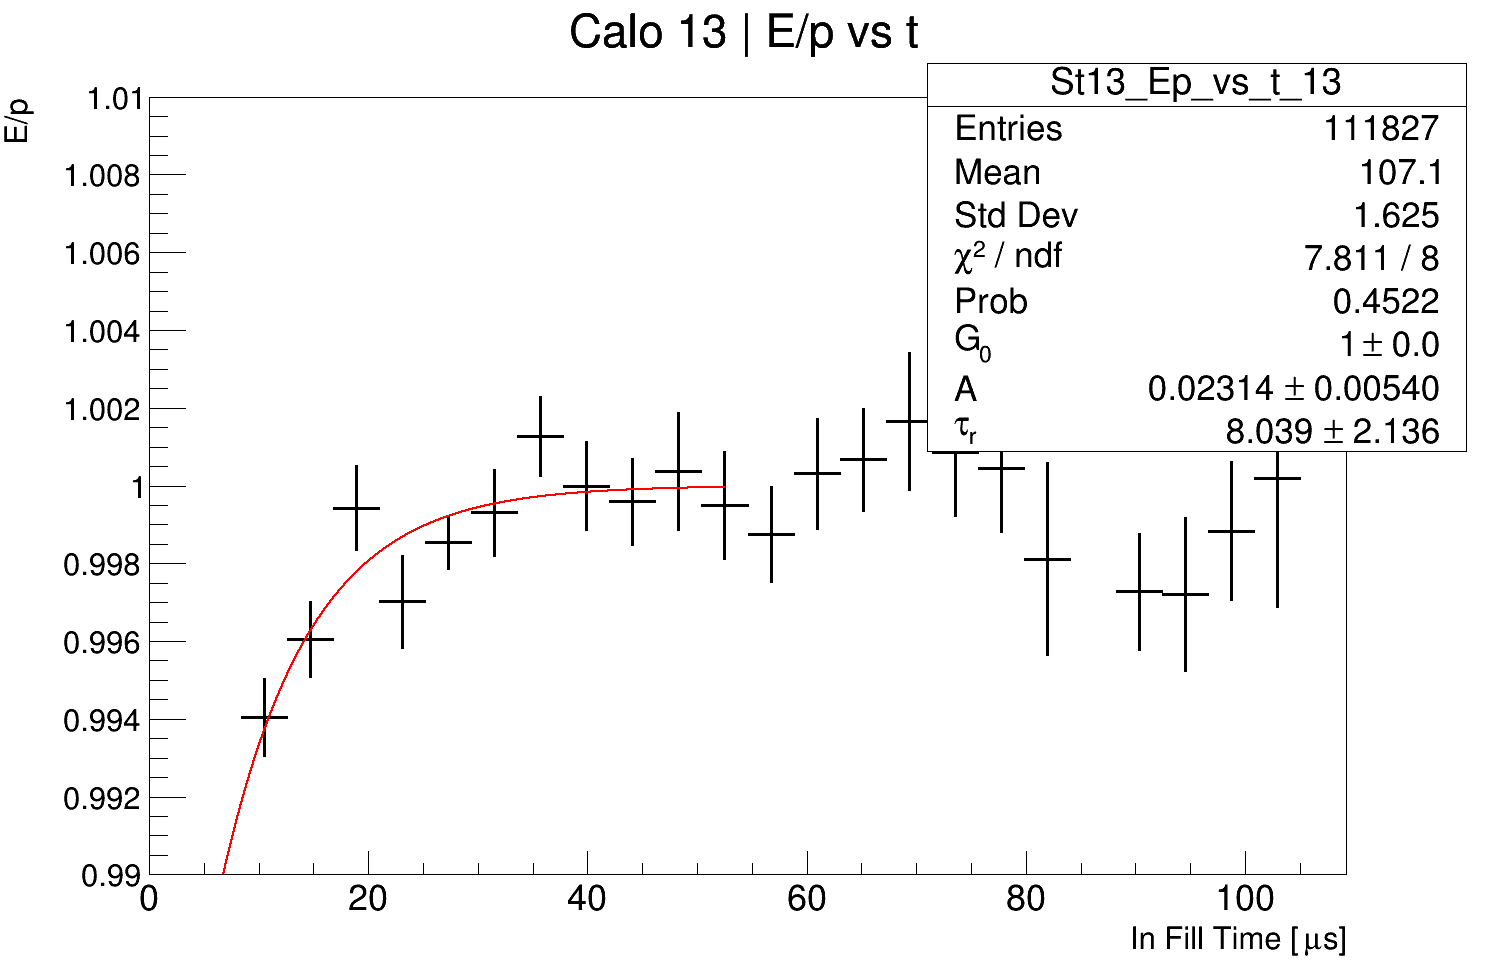 Calo 13 | E/p vs t
E/p
St13_Ep_vs_t_13
Entries 111827
Mean 107.1
Std Dev 1.625
χ² / ndf 7.811 / 8
Prob 0.4522
G₀ 1 ± 0.0
A 0.02314 ± 0.00540
τᵣ 8.039 ± 2.136
1.01
1.008
1.006
1.004
1.002
1
0.998
0.996
0.994
0.992
0.99
0 20 40 60 80 100
In Fill Time [μs]